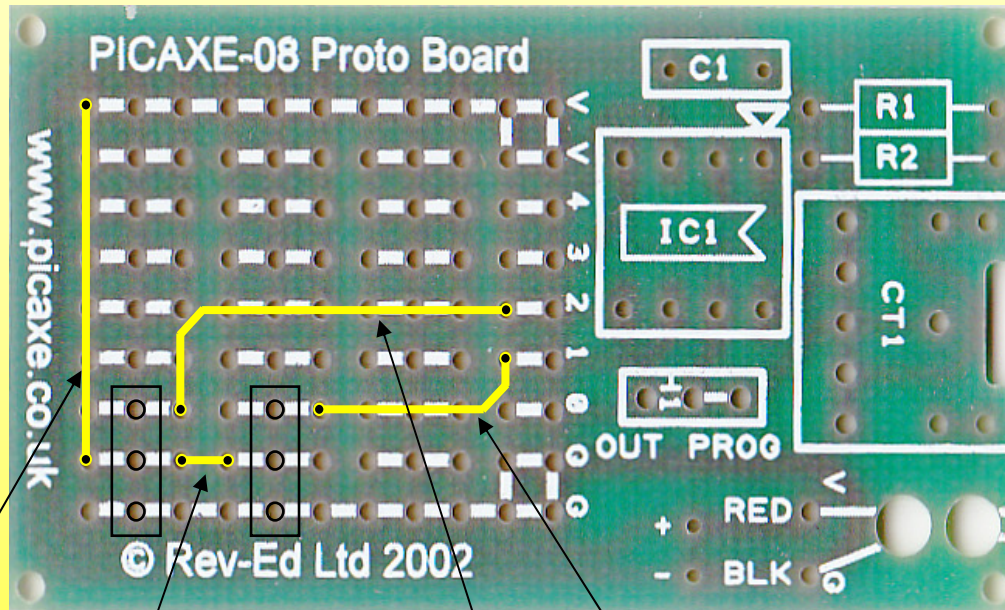 PICAXE-08 Proto Board
www.picaxe.co.uk
V
V
4
3
2
1
0
G
G
C1
R1
R2
IC1
CT1
OUT PROG
+ RED
- BLK
V
G
© Rev-Ed Ltd 2002